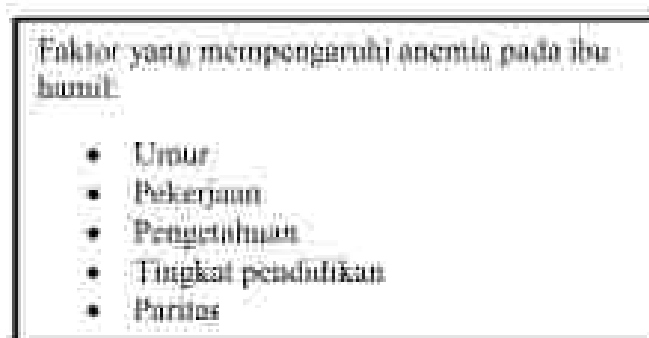 Faktor yang mempengaruhi anemia pada ibu
hamil:
• Umur
• Pekerjaan
• Pengetahuan
• Tingkat pendidikan
• Paritas